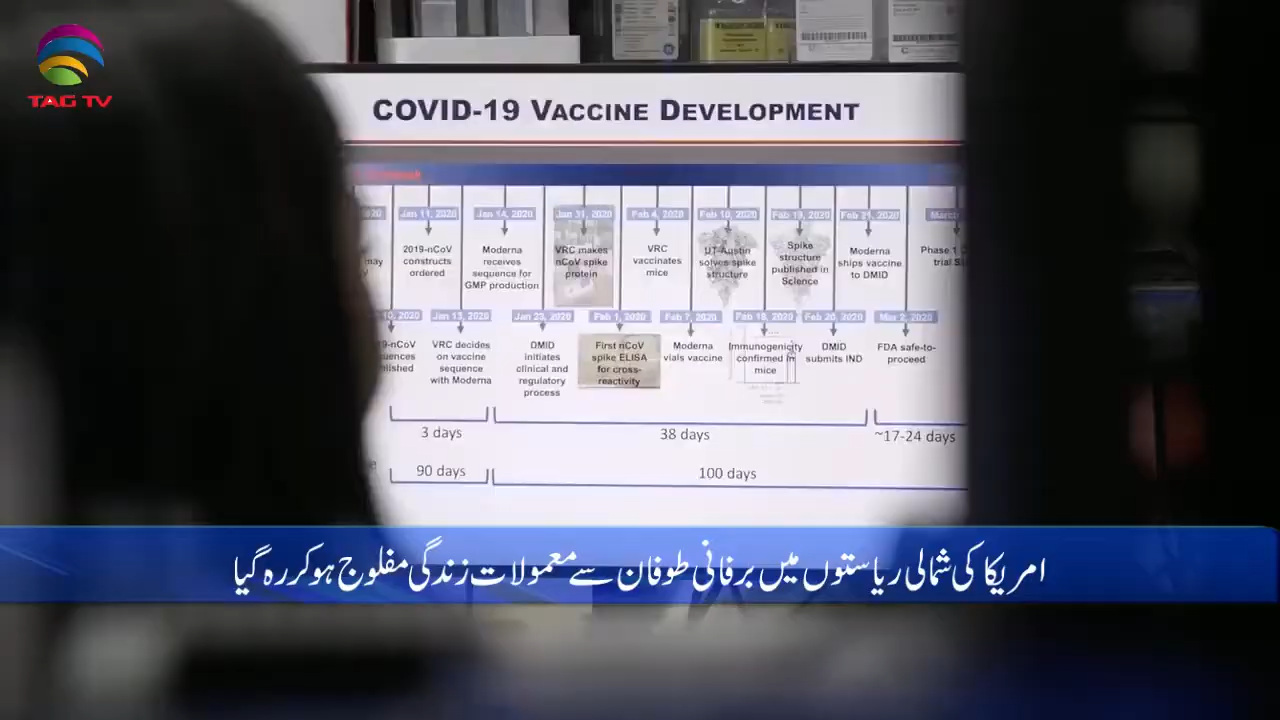 TAG TV
COVID-19 VACCINE DEVELOPMENT
Jan 11, 2020
2019-nCoV
constructs
ordered
Jan 14, 2020
Moderna
receives
sequence for
GMP production
Jan 31, 2020
VRC makes
nCoV spike
protein
Feb 4, 2020
VRC
vaccinates
mice
Feb 10, 2020
UT-Austin
solves spike
structure
Feb 19, 2020
Spike
structure
published in
Science
Feb 21, 2020
Moderna
ships vaccine
to DMID
March
Phase 1
trial
may
Jan 13, 2020
VRC decides
on vaccine
sequence
with Moderna
Jan 23, 2020
DMID
initiates
clinical and
regulatory
process
Feb 1, 2020
First nCoV
spike ELISA
for cross-
reactivity
Feb 7, 2020
Moderna
vials vaccine
Feb 18, 2020
Immunogenicity
confirmed in
mice
Feb 20, 2020
DMID
submits IND
Mar 2, 2020
FDA safe-to-
proceed
3 days
38 days
~17-24 days
90 days
100 days
امریکا کی شمالی ریاستوں میں برفانی طوفان سے معمولات زندگی مفلوج ہو کر رہ گیا